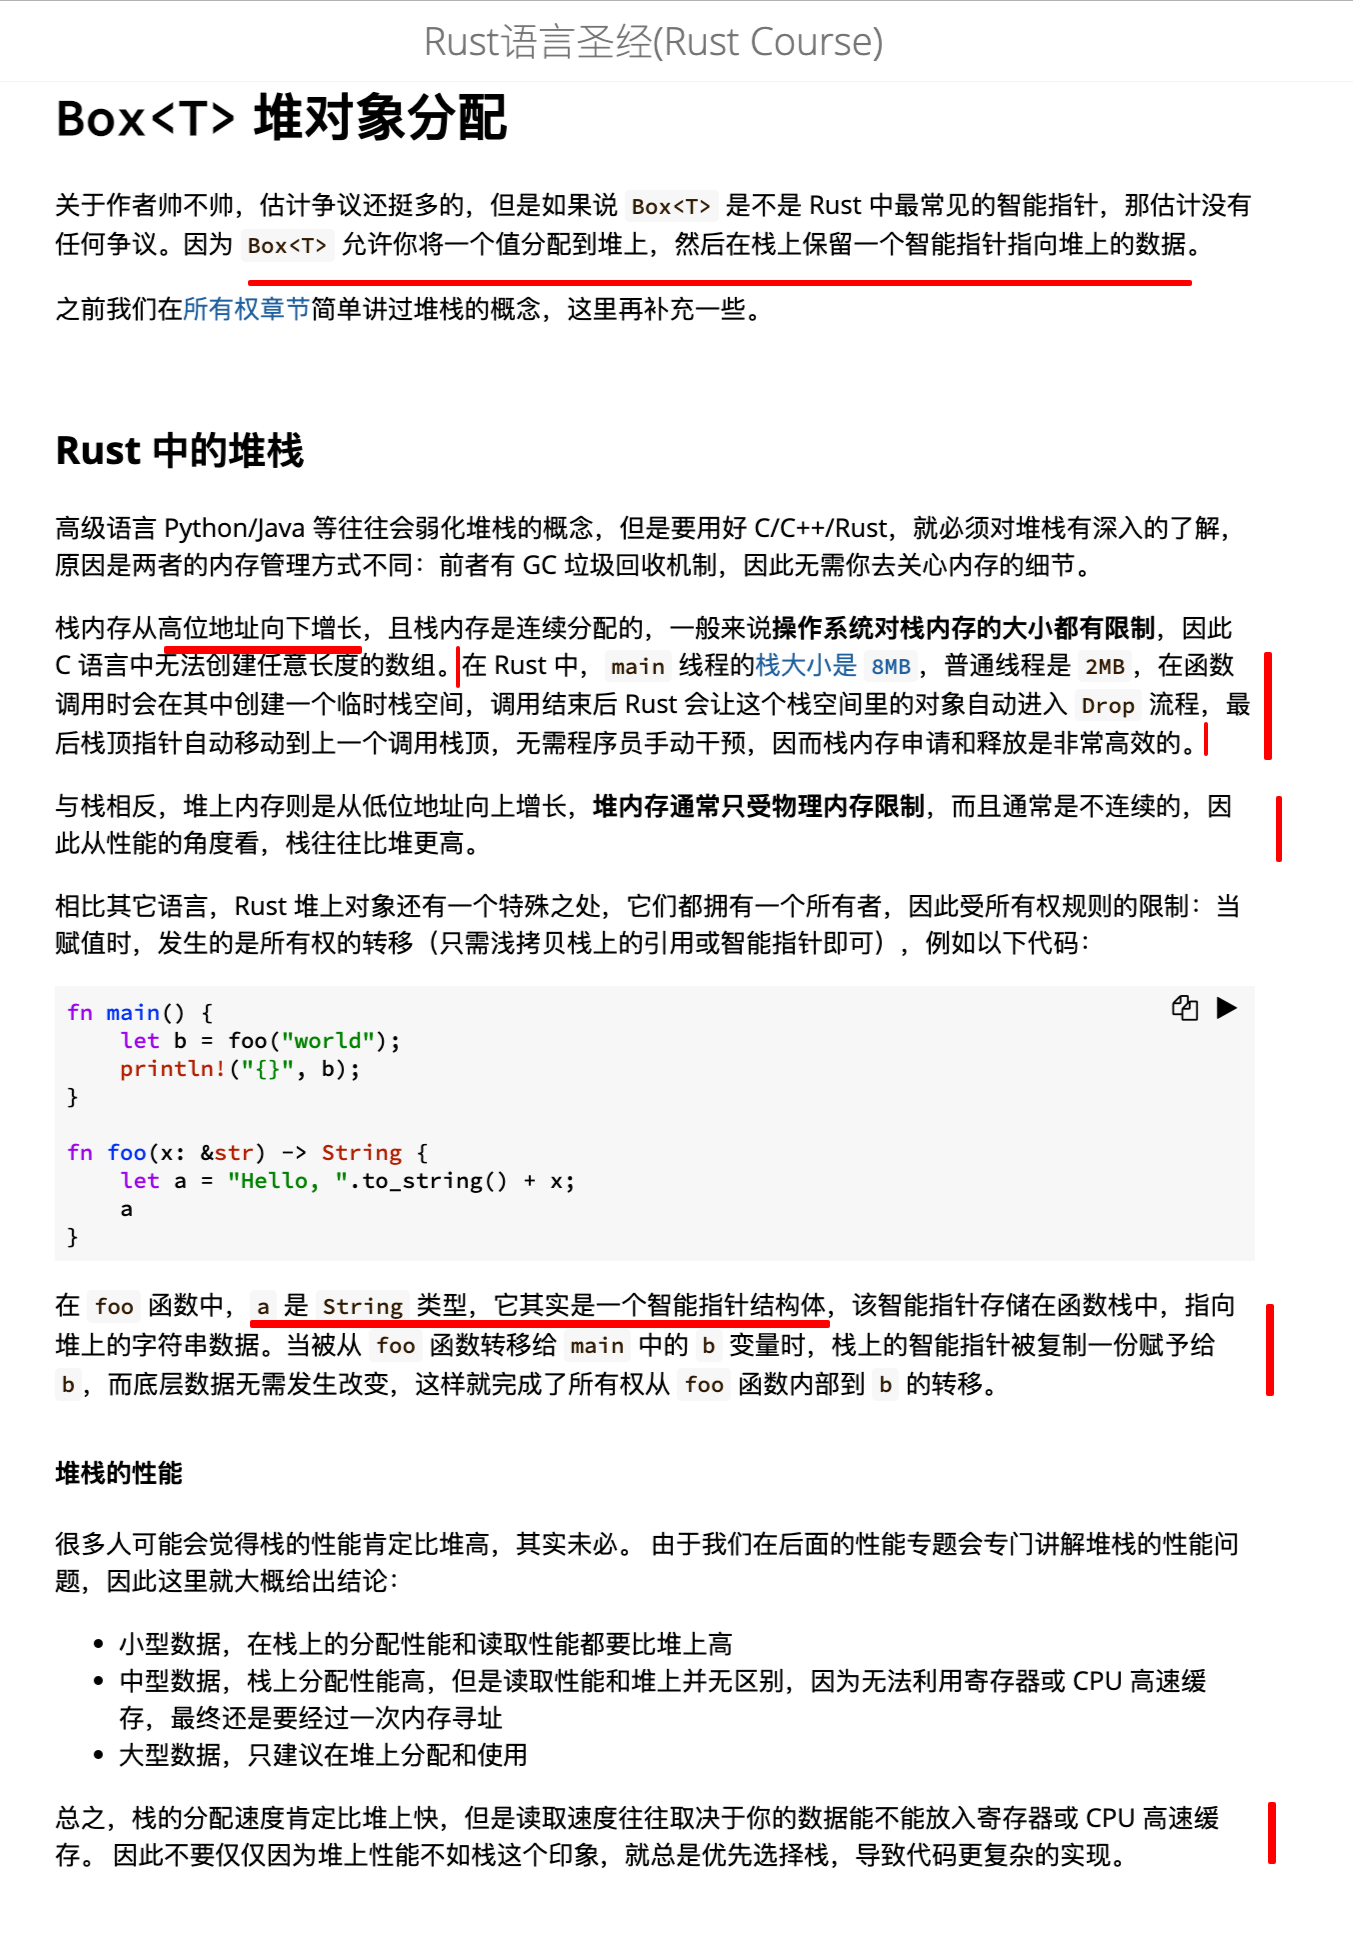 Rust语言圣经(Rust Course)
Box<T> 堆对象分配
关于作者帅不帅，估计争议还挺多的，但是如果说 Box<T> 是不是 Rust 中最常见的智能指针，那估计没有
任何争议。因为 Box<T> 允许你将一个值分配到堆上，然后在栈上保留一个智能指针指向堆上的数据。
之前我们在所有权章节简单讲过堆栈的概念，这里再补充一些。
Rust 中的堆栈
高级语言 Python/Java 等往往会弱化堆栈的概念，但是要用好 C/C++/Rust，就必须对堆栈有深入的了解，
原因是两者的内存管理方式不同：前者有 GC 垃圾回收机制，因此无需你去关心内存的细节。
栈内存从高位地址向下增长，且栈内存是连续分配的，一般来说操作系统对栈内存的大小都有限制，因此
C 语言中无法创建任意长度的数组。在 Rust 中， main 线程的栈大小是 8MB ，普通线程是 2MB ，在函数
调用时会在其中创建一个临时栈空间，调用结束后 Rust 会让这个栈空间里的对象自动进入 Drop 流程，最
后栈顶指针自动移动到上一个调用栈顶，无需程序员手动干预，因而栈内存申请和释放是非常高效的。
与栈相反，堆上内存则是从低位地址向上增长，堆内存通常只受物理内存限制，而且通常是不连续的，因
此从性能的角度看，栈往往比堆更高。
相比其它语言，Rust 堆上对象还有一个特殊之处，它们都拥有一个所有者，因此受所有权规则的限制：当
赋值时，发生的是所有权的转移（只需浅拷贝栈上的引用或智能指针即可），例如以下代码：
fn main() {
    let b = foo("world");
    println!("{}", b);
}
fn foo(x: &str) -> String {
    let a = "Hello, ".to_string() + x;
    a
}
在 foo 函数中， a 是 String 类型，它其实是一个智能指针结构体，该智能指针存储在函数栈中，指向
堆上的字符串数据。当被从 foo 函数转移给 main 中的 b 变量时，栈上的智能指针被复制一份赋予给
b ，而底层数据无需发生改变，这样就完成了所有权从 foo 函数内部到 b 的转移。
堆栈的性能
很多人可能会觉得栈的性能肯定比堆高，其实未必。 由于我们在后面的性能专题会专门讲解堆栈的性能问
题，因此这里就大概给出结论：
• 小型数据，在栈上的分配性能和读取性能都要比堆上高
• 中型数据，栈上分配性能高，但是读取性能和堆上并无区别，因为无法利用寄存器或 CPU 高速缓
存，最终还是要经过一次内存寻址
• 大型数据，只建议在堆上分配和使用
总之，栈的分配速度肯定比堆上快，但是读取速度往往取决于你的数据能不能放入寄存器或 CPU 高速缓
存。 因此不要仅仅因为堆上性能不如栈这个印象，就总是优先选择栈，导致代码更复杂的实现。